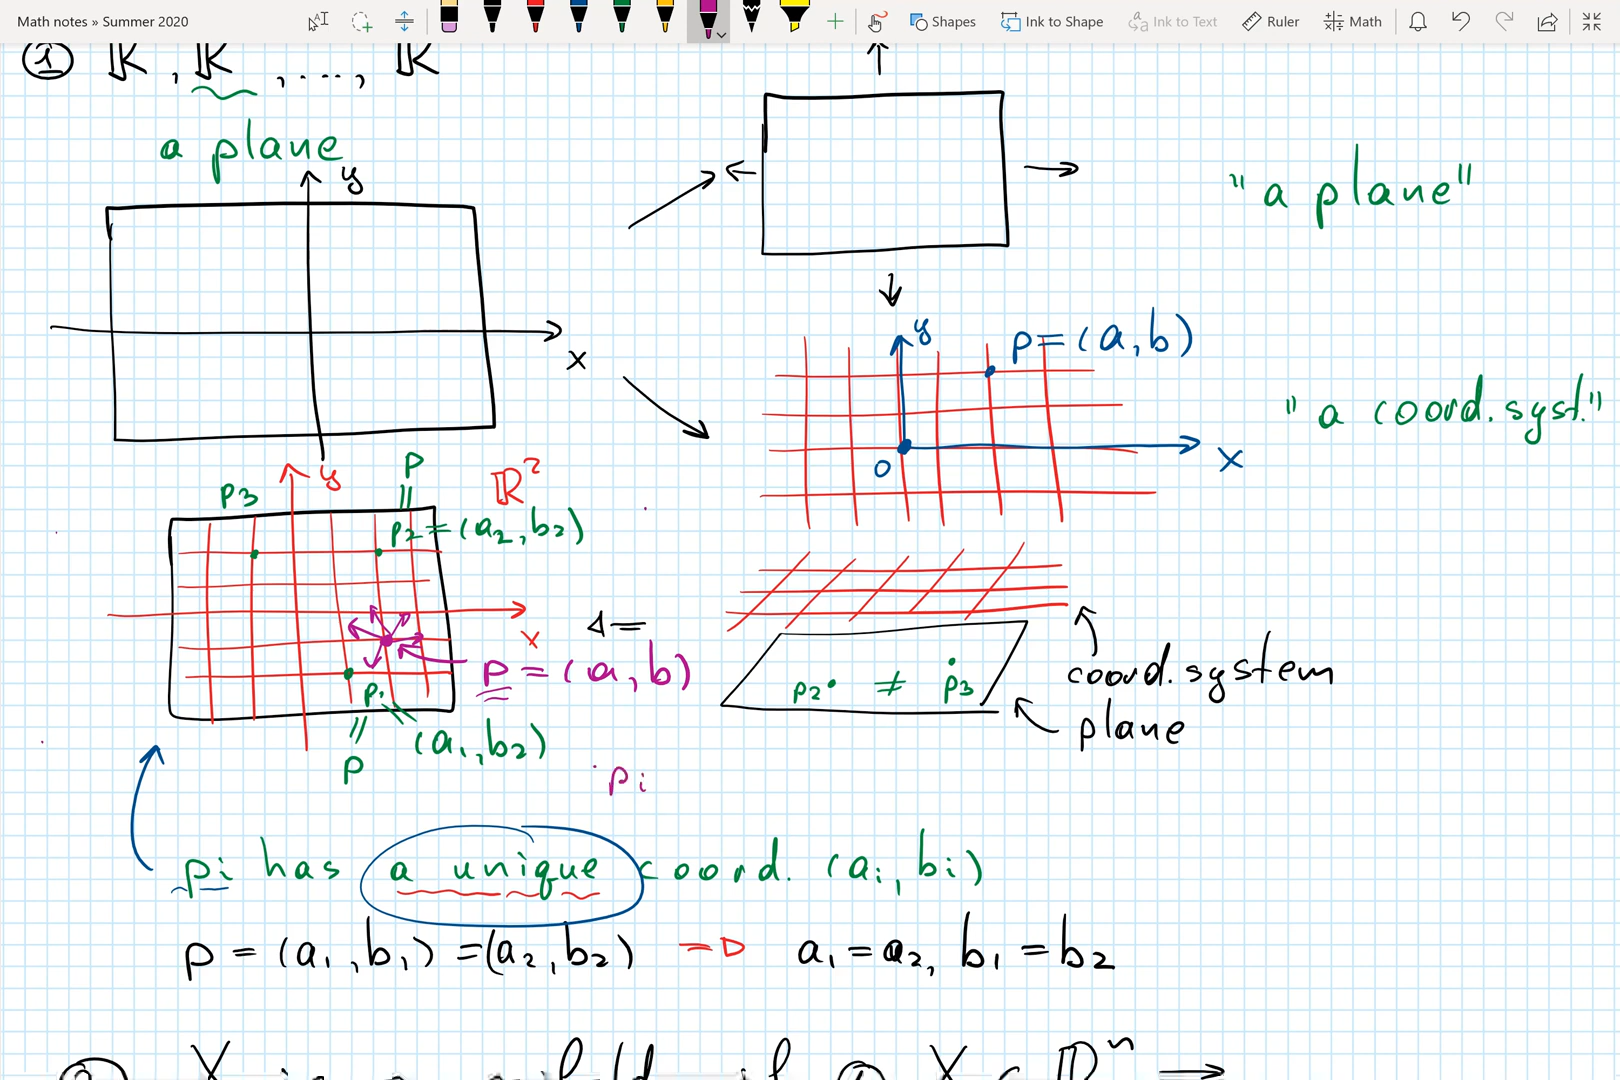 Math notes » Summer 2020
Shapes
Ink to Shape
Ink to Text
Ruler
Math
① ℝ, ℝ, ...., ℝ
a plane
y
x
"a plane"
y
p=(a,b)
0
x
"a coord.syst."
y
ℝ²
p3
p
||
p2=(a2,b2)
x
p=(a,b)
p1
||
p
(a1,b2)
pi
p2 ≠ p3
coord.system
plane
pi has a unique coord. (ai,bi)
p=(a1,b1)=(a2,b2) => a1=a2, b1=b2